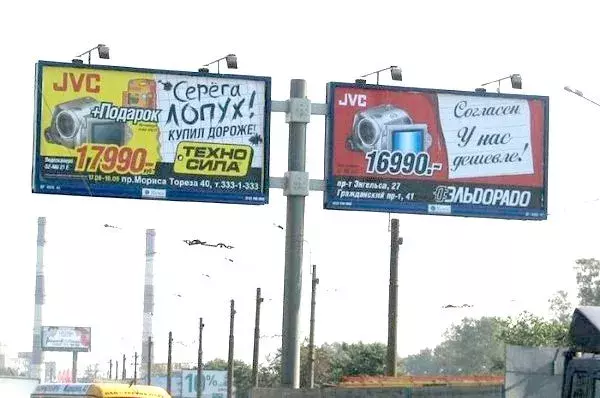 JVC
+Подарок
Серёга
ЛОПУХ!
КУПИЛ ДОРОЖЕ!
17990.-
ТЕХНО
СИЛА
пр.Мориса Тореза 40, т.333-1-333
JVC
16990.-
Согласен
У нас
дешевле!
пр-т Энгельса, 27
Гражданский пр-т, 41
ЭЛЬДОРАДО
10%